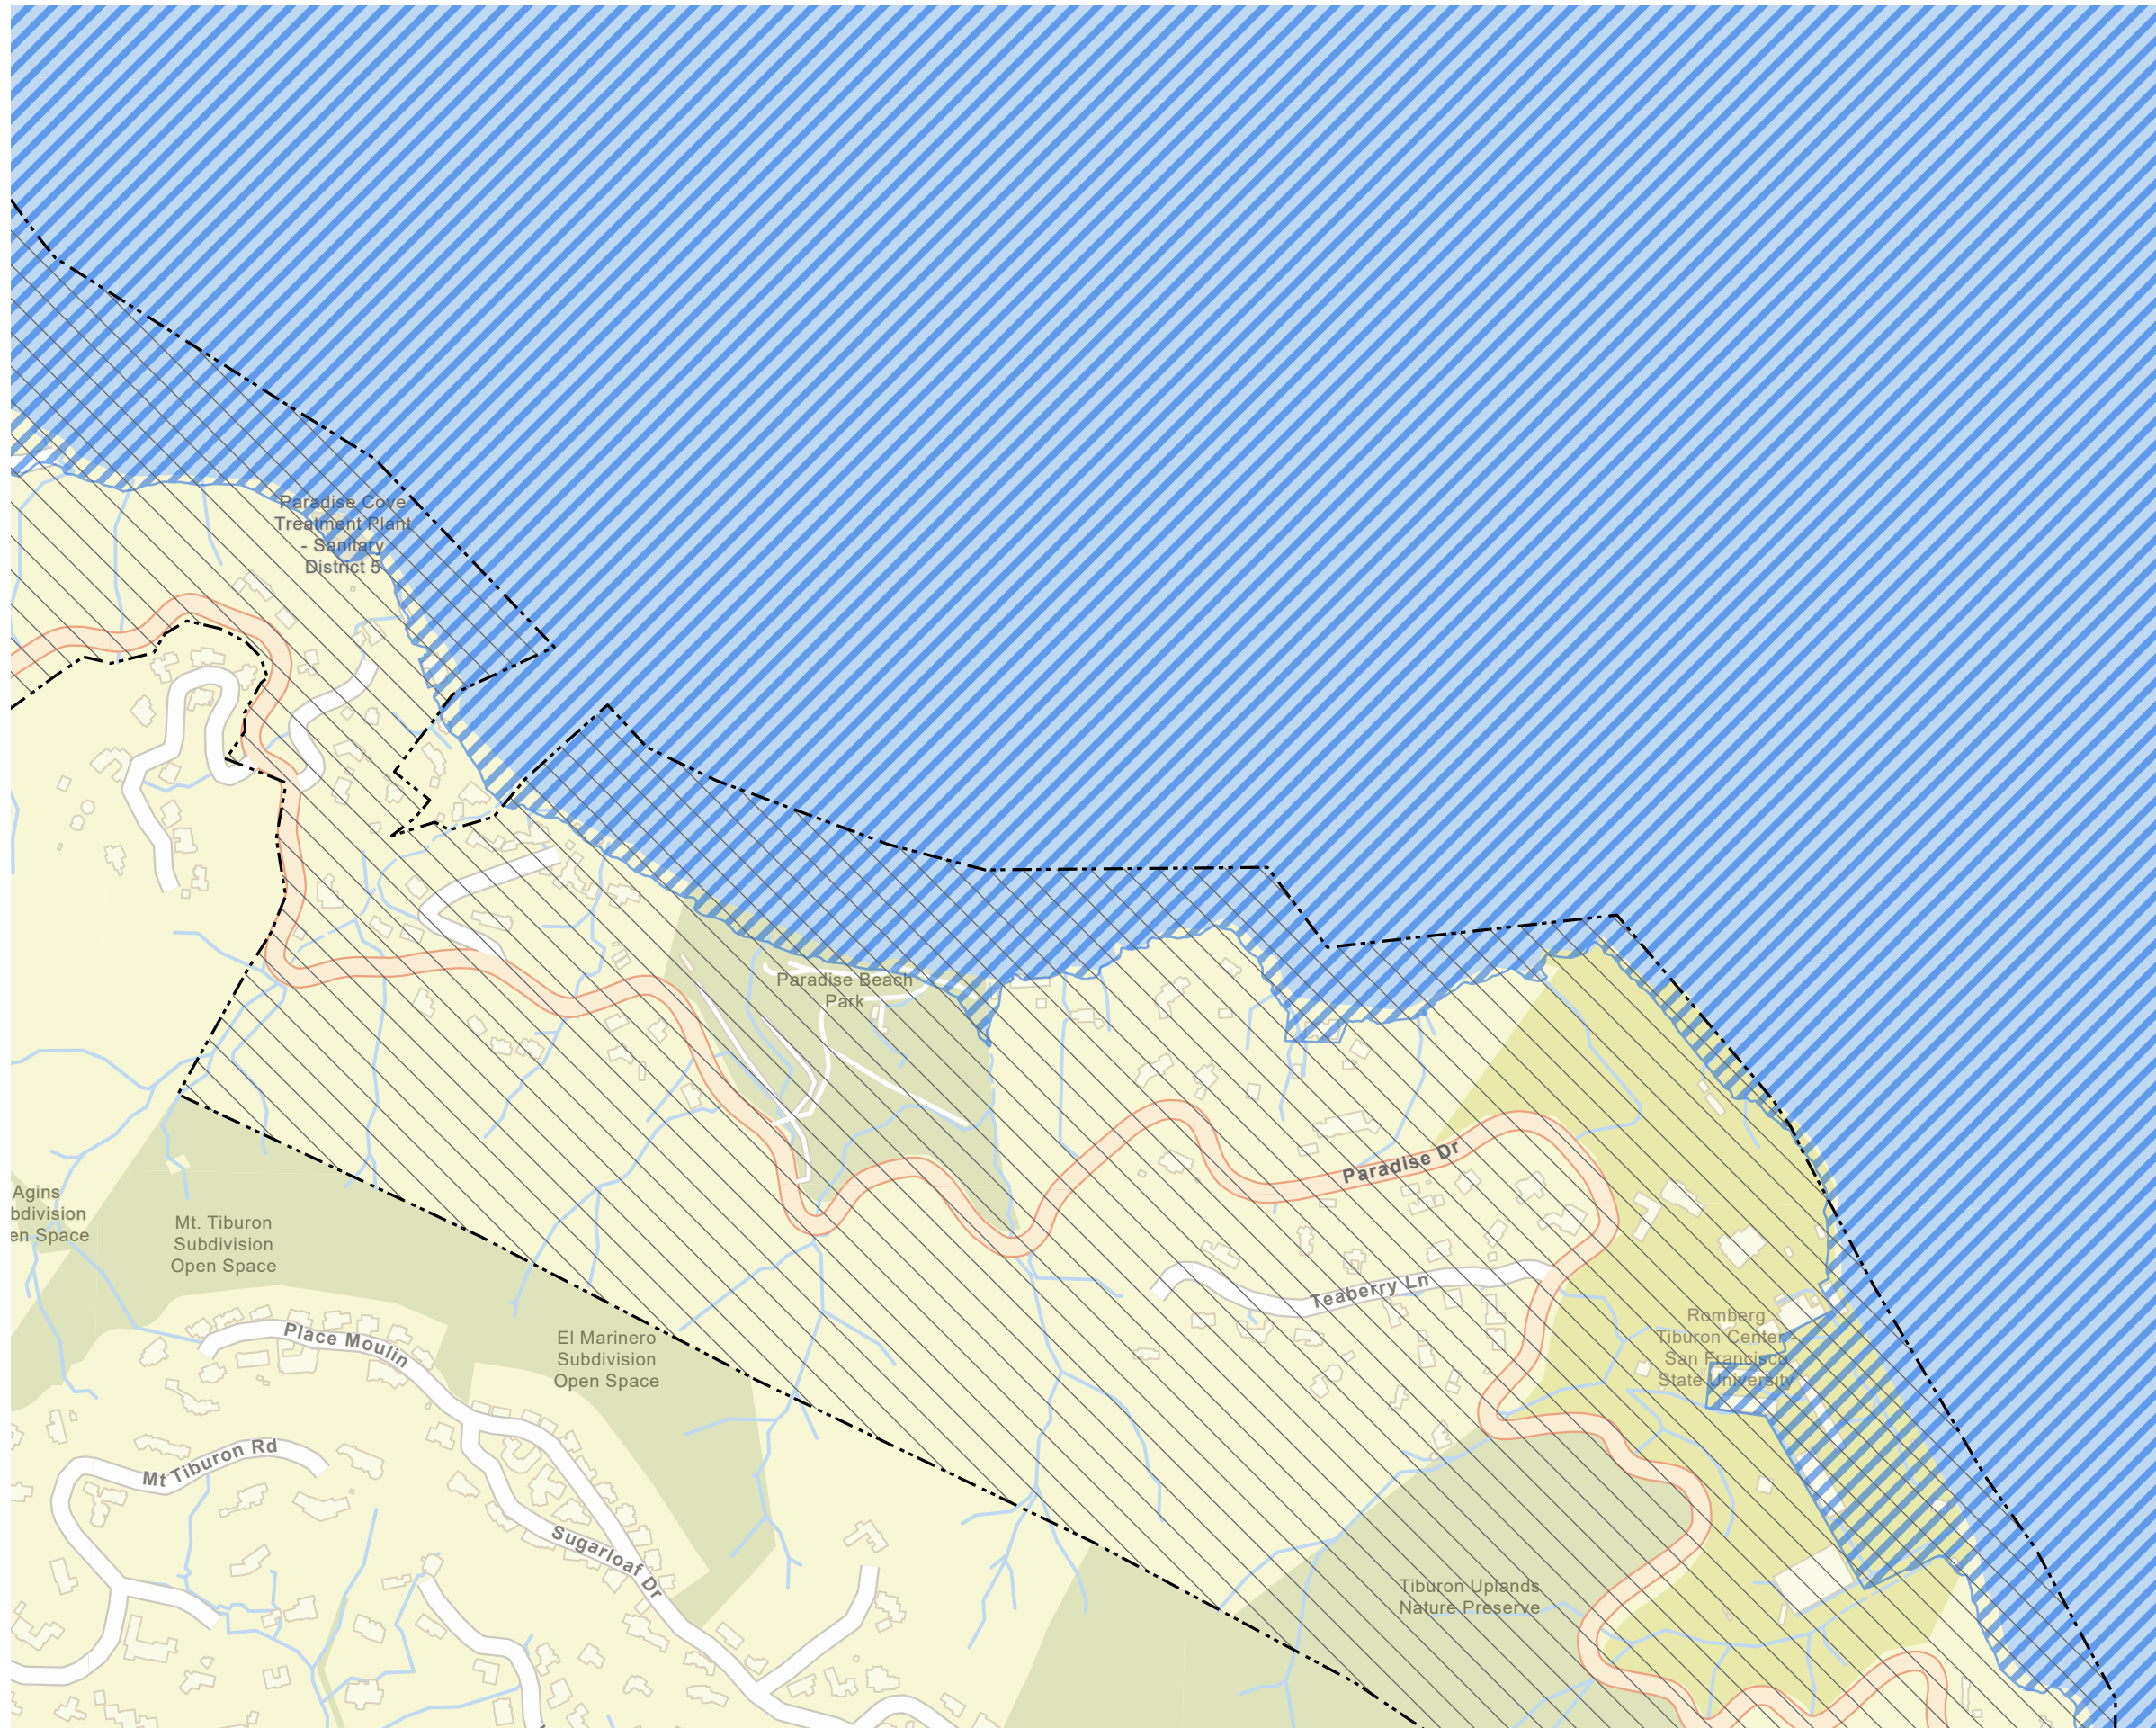 Paradise Cove
Treatment Plant
- Sanitary
District 5
Paradise Beach
Park
Paradise Dr
Agins
bdivision
en Space
Mt. Tiburon
Subdivision
Open Space
Teaberry Ln
Romberg
Tiburon Center -
San Francisco
State University
Place Moulin
El Marinero
Subdivision
Open Space
Mt Tiburon Rd
Sugarloaf Dr
Tiburon Uplands
Nature Preserve